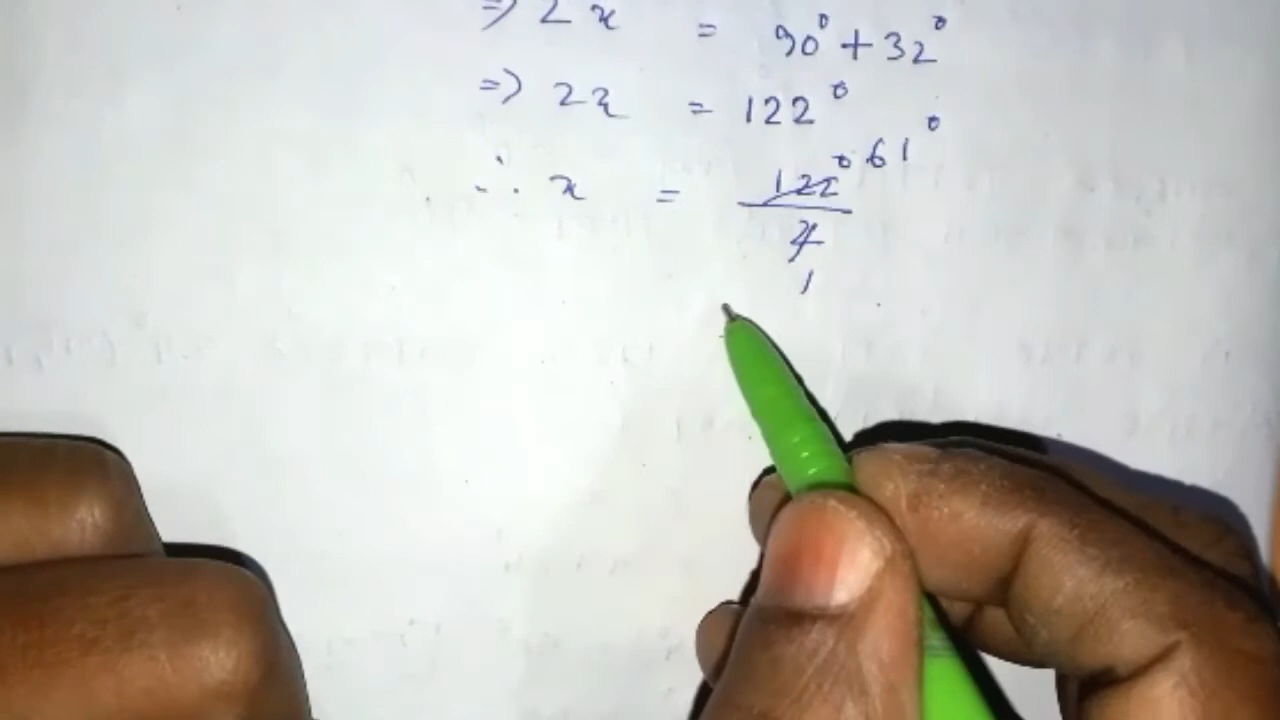 ⇒ 2x = 90° + 32°
⇒ 2x = 122°
∴ x = 122°/2 61° 1